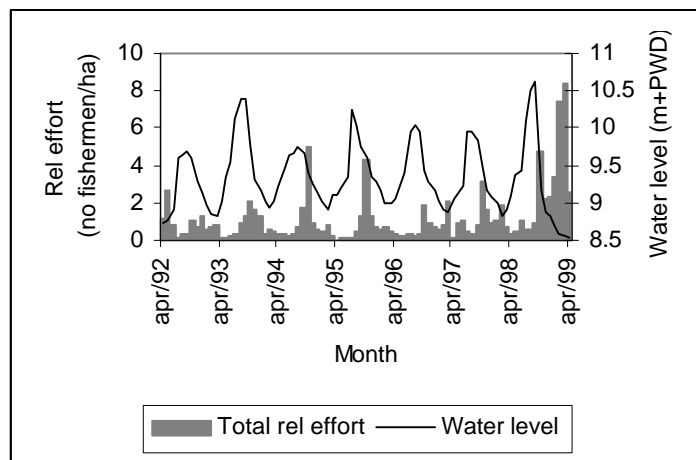 Rel effort
(no fishermen/ha)
10
8
6
4
2
0
11
10.5
10
9.5
9
8.5
Water level (m+PWD)
apr/92
apr/93
apr/94
apr/95
apr/96
apr/97
apr/98
apr/99
Month
Total rel effort
Water level